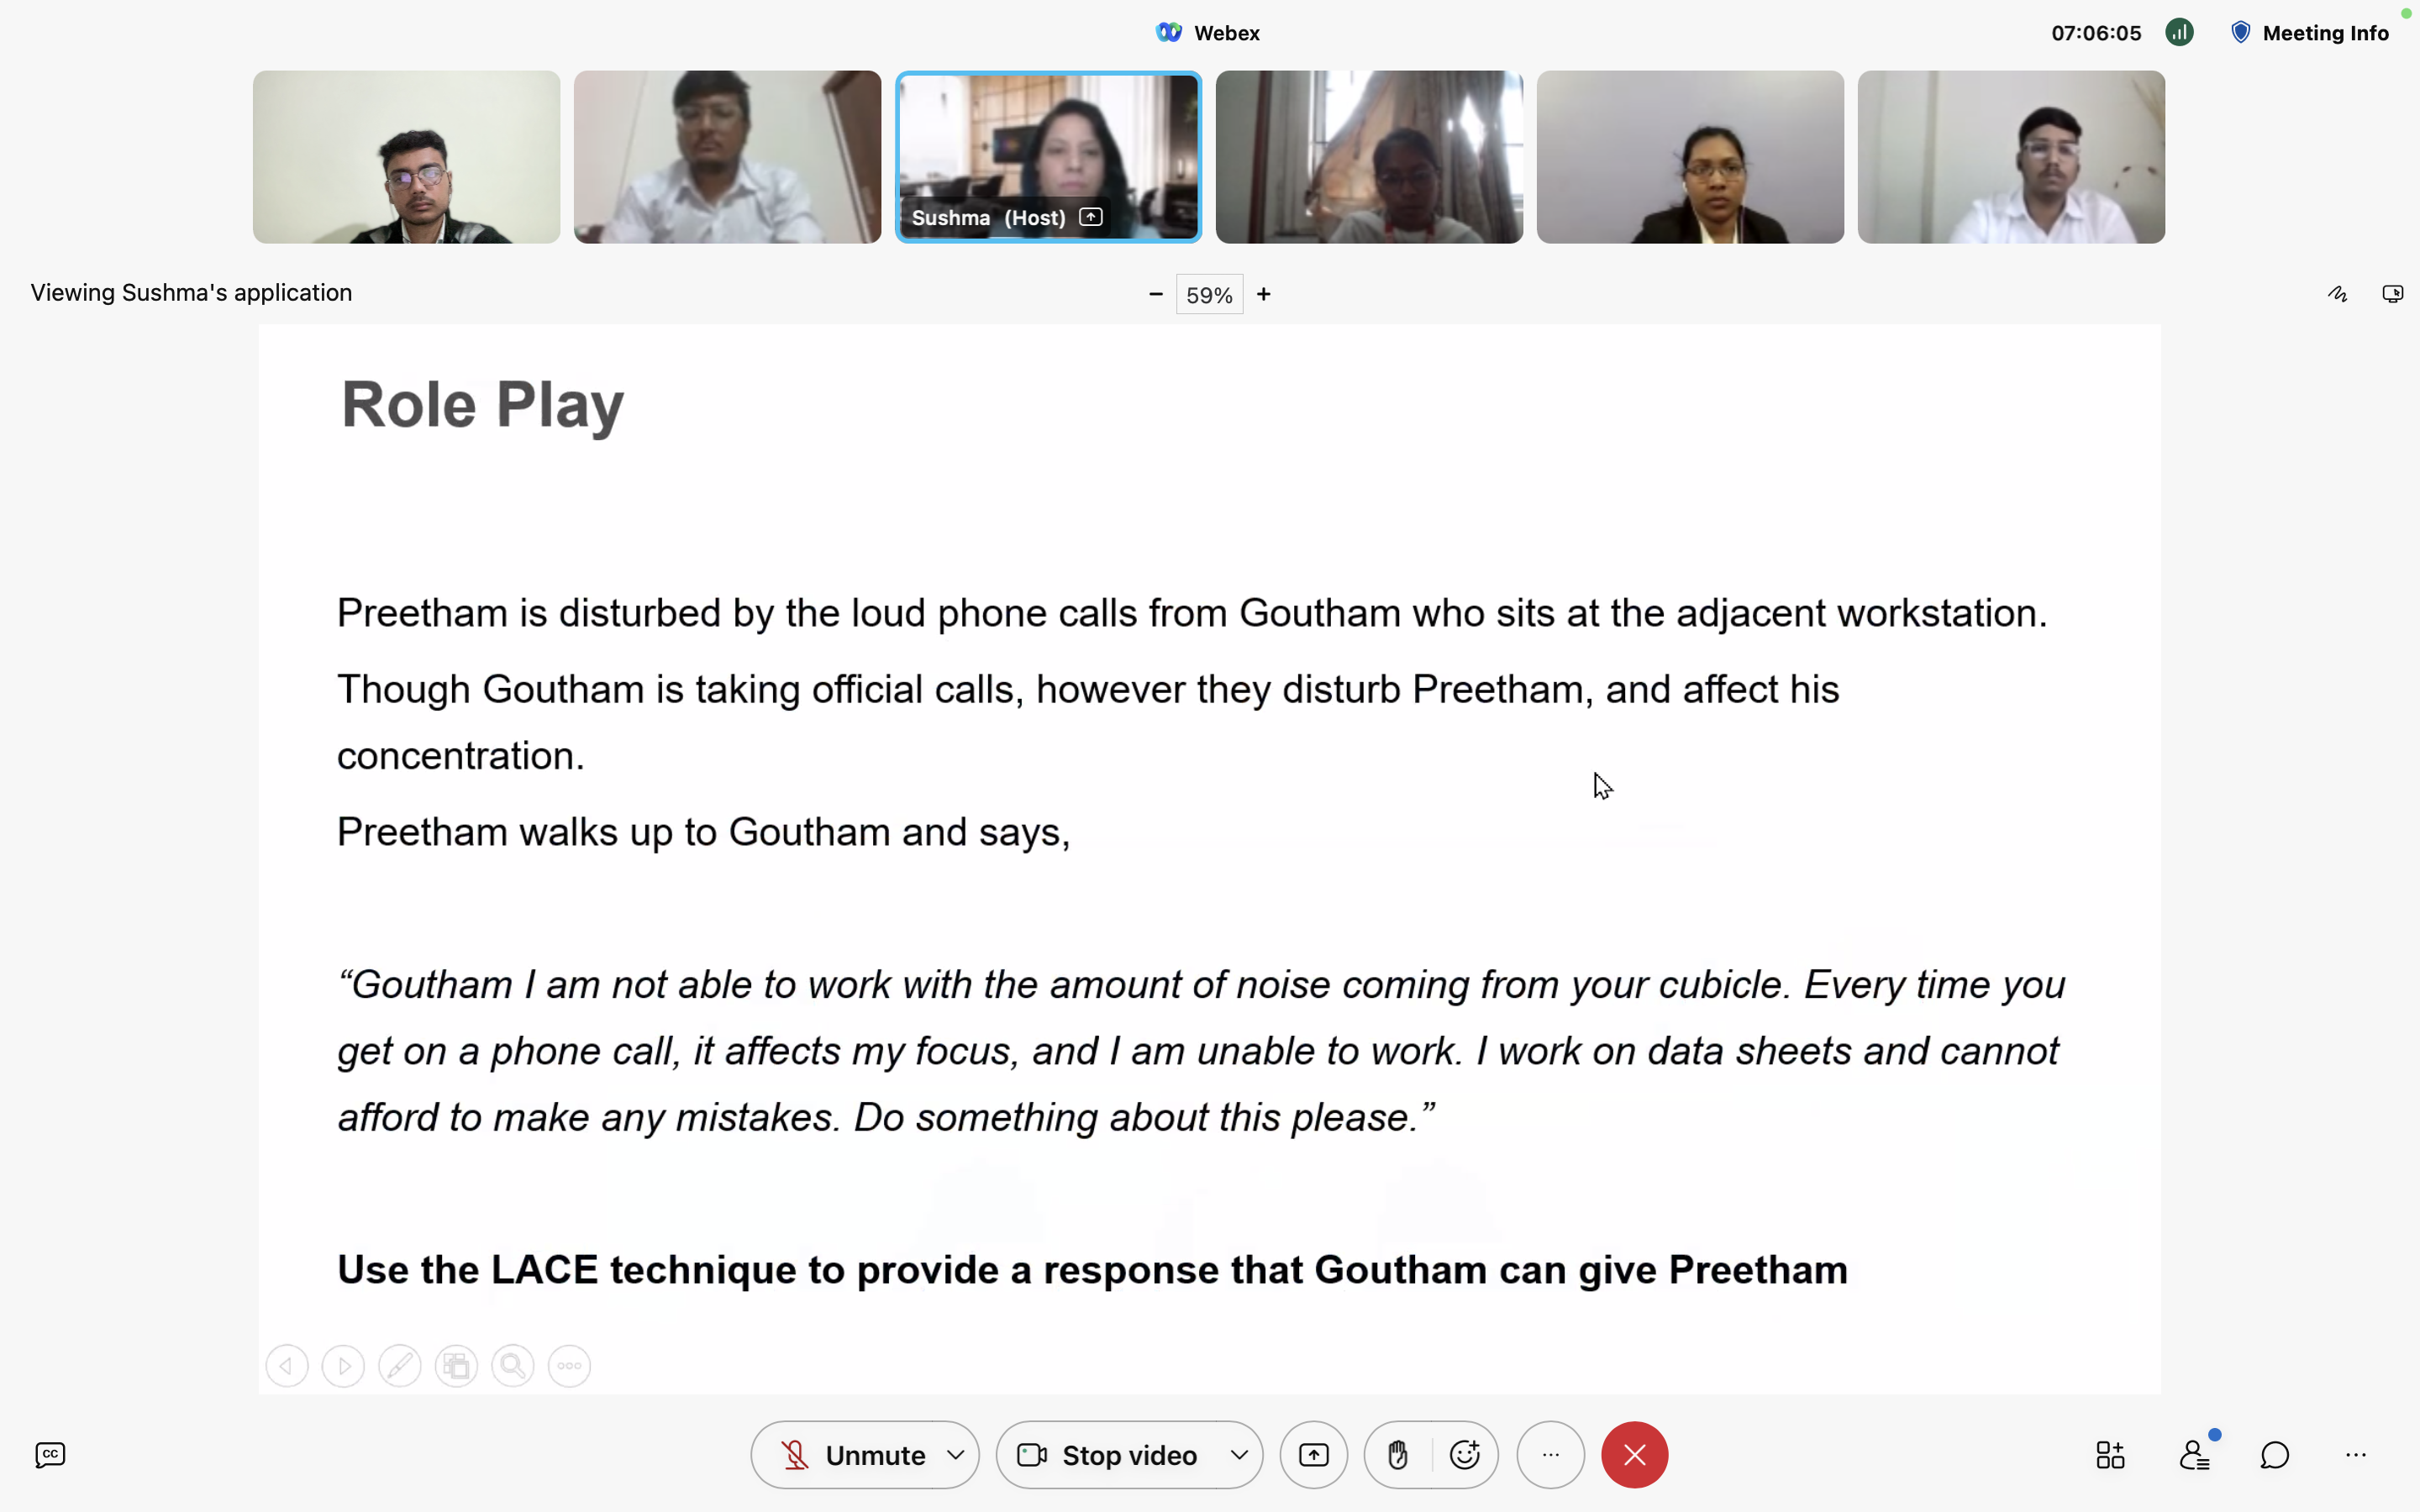 Webex
07:06:05
Meeting Info
Sushma (Host)
Viewing Sushma's application
59%
Role Play
Preetham is disturbed by the loud phone calls from Goutham who sits at the adjacent workstation.
Though Goutham is taking official calls, however they disturb Preetham, and affect his
concentration.
Preetham walks up to Goutham and says,
“Goutham I am not able to work with the amount of noise coming from your cubicle. Every time you
get on a phone call, it affects my focus, and I am unable to work. I work on data sheets and cannot
afford to make any mistakes. Do something about this please.”
Use the LACE technique to provide a response that Goutham can give Preetham
CC
Unmute
Stop video